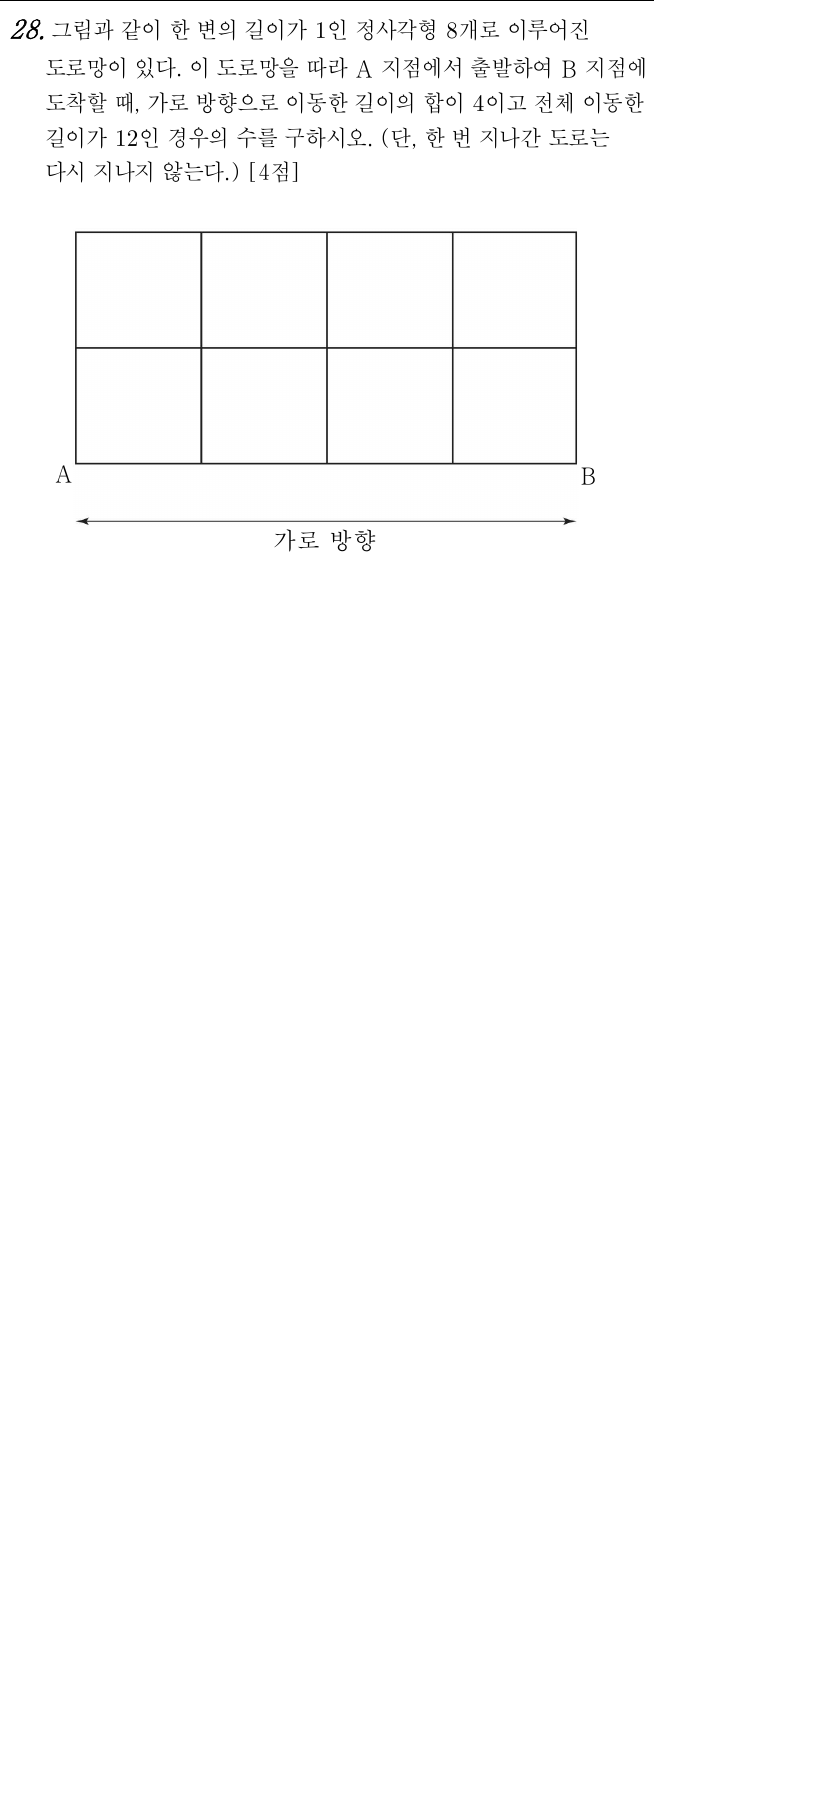 28. 그림과 같이 한 변의 길이가 1인 정사각형 8개로 이루어진
도로망이 있다. 이 도로망을 따라 A 지점에서 출발하여 B 지점에
도착할 때, 가로 방향으로 이동한 길이의 합이 4이고 전체 이동한
길이가 12인 경우의 수를 구하시오. (단, 한 번 지나간 도로는
다시 지나지 않는다.) [4점]
A
B
가로 방향